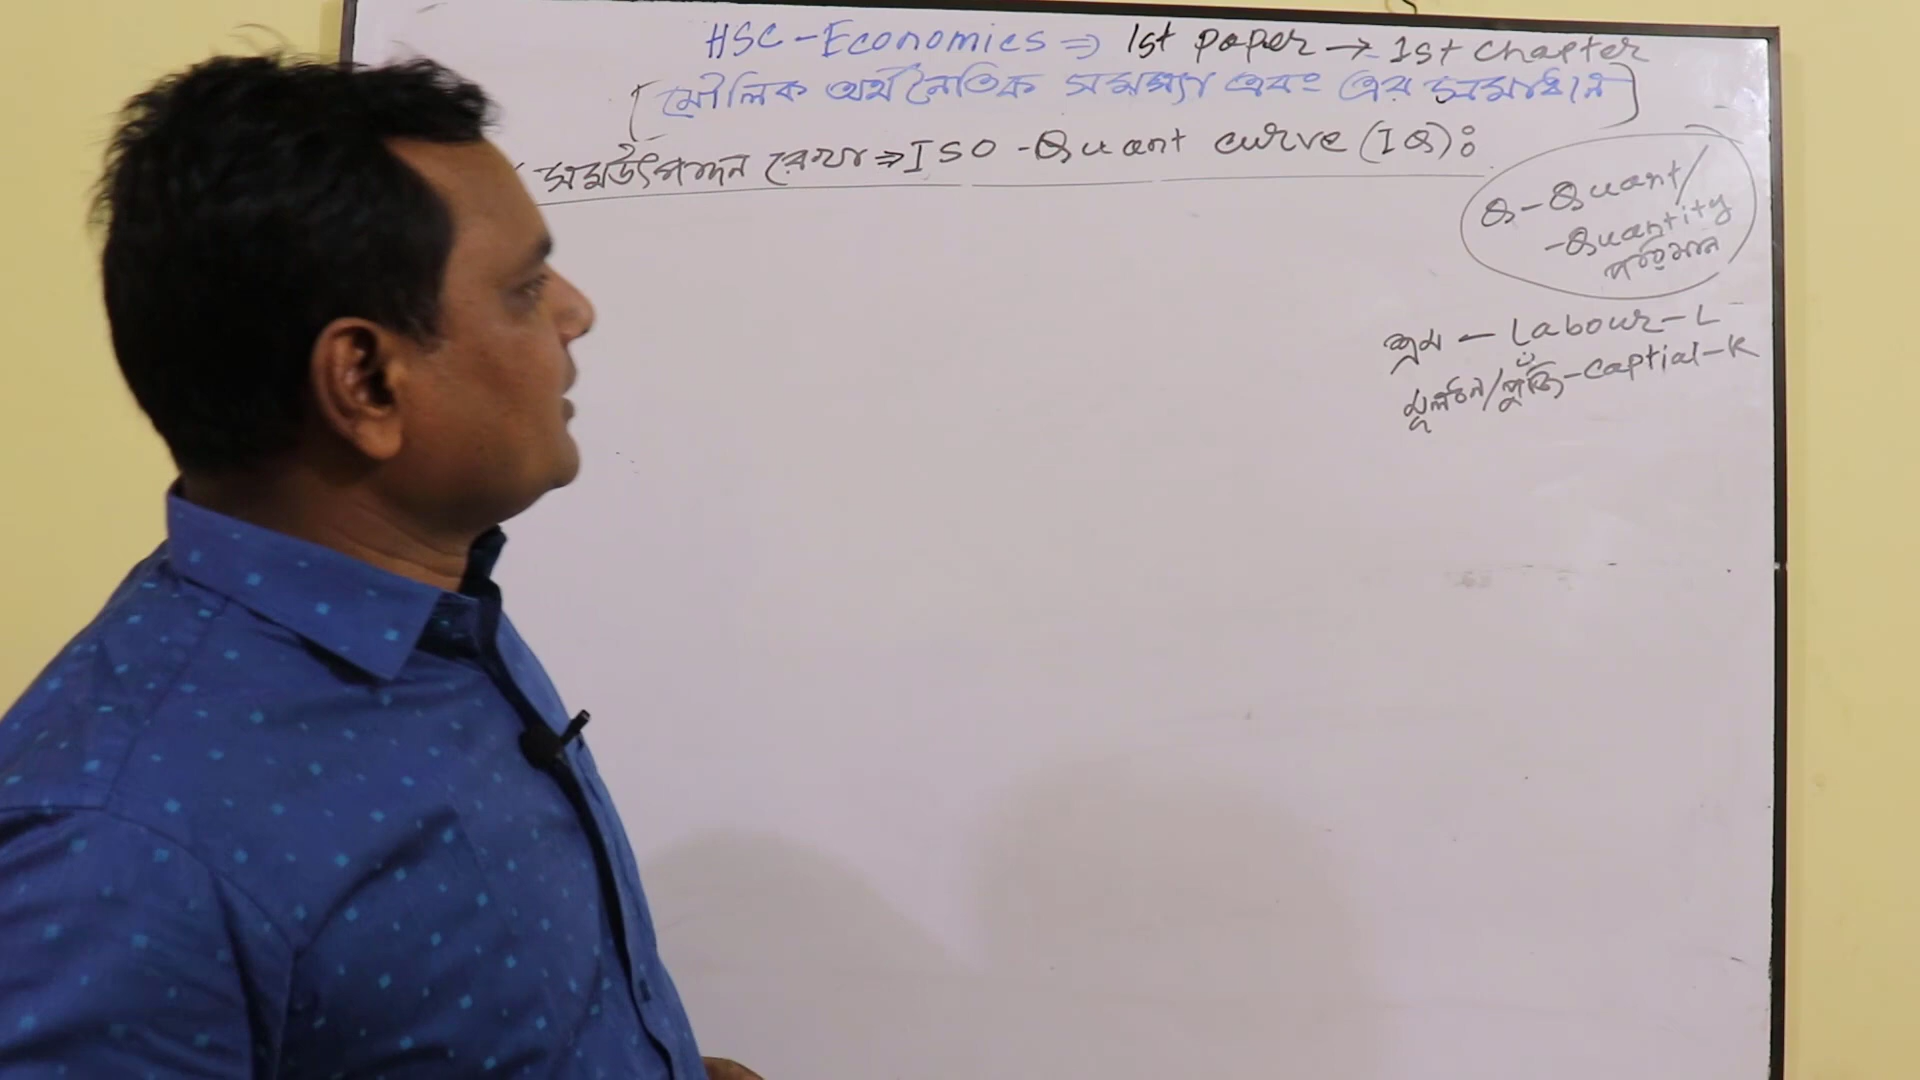 HSC-Economics ⇒ 1st paper → 1st chapter
[মৌলিক অর্থনৈতিক সমস্যা এবং এর সমাধান]
সমউৎপাদন রেখা ⇒ ISO-Quant curve (IQ):
Q-Quant/
-Quantity
পরিমান
শ্রম - Labour-L
মূলধন/পুঁজি-Captial-K